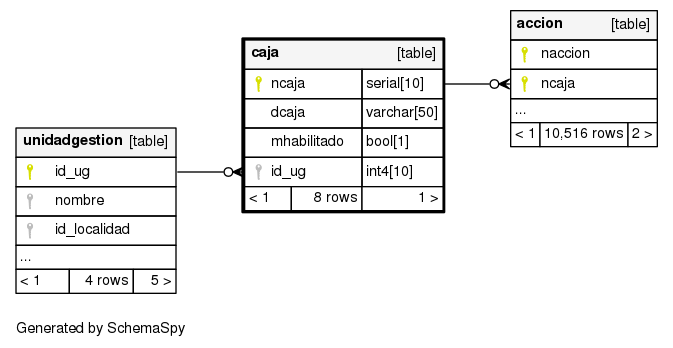 accion [table]
naccion
ncaja
...
< 1 10,516 rows 2 >
caja [table]
ncaja serial[10]
dcaja varchar[50]
mhabilitado bool[1]
id_ug int4[10]
< 1 8 rows 1 >
unidadgestion [table]
id_ug
nombre
id_localidad
...
< 1 4 rows 5 >
Generated by SchemaSpy